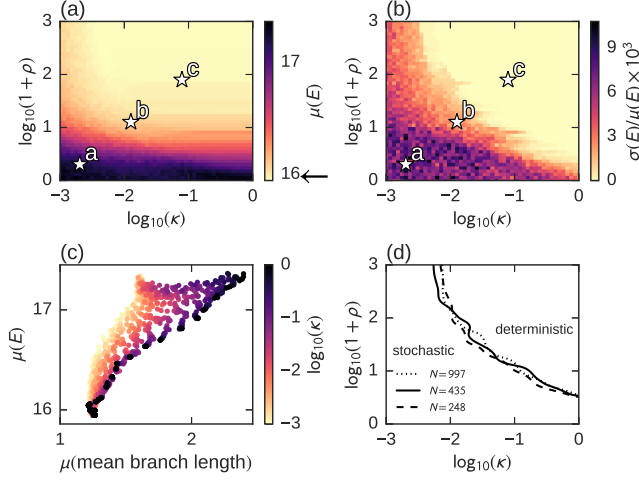 (a)
3
2
1
0
log₁₀(1 + ρ)
−3
−2
−1
0
log₁₀(κ)
a
b
c
17
16
μ(E)
(b)
3
2
1
0
log₁₀(1 + ρ)
−3
−2
−1
0
log₁₀(κ)
a
b
c
9
6
3
0
σ(E)/μ(E) × 10³
(c)
17
16
μ(E)
1
2
μ(mean branch length)
0
−1
−2
−3
log₁₀(κ)
(d)
3
2
1
0
log₁₀(1 + ρ)
deterministic
stochastic
N = 997
N = 435
N = 248
−3
−2
−1
0
log₁₀(κ)